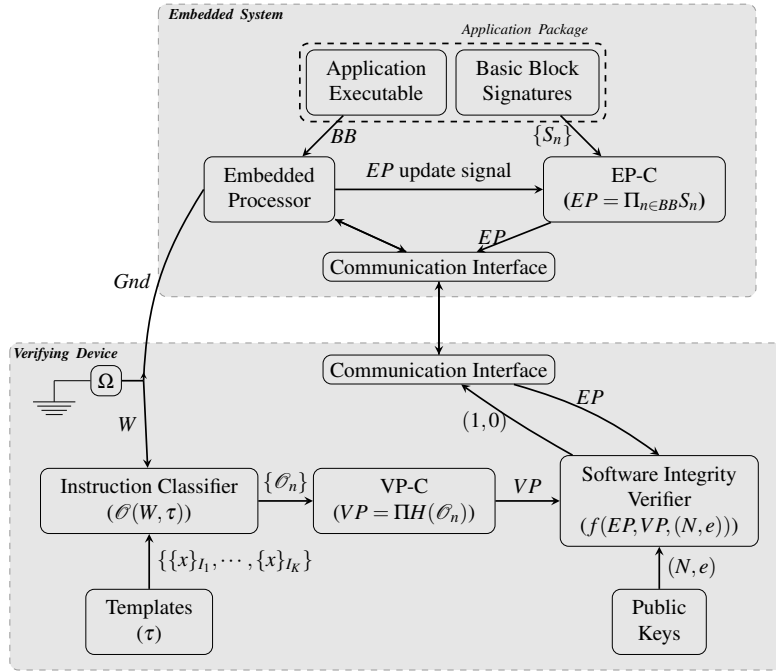 Embedded System
Application Package
Application
Executable
Basic Block
Signatures
BB
{Sₙ}
Embedded
Processor
EP update signal
EP-C
(EP = Πₙ∈BB Sₙ)
EP
Communication Interface
Gnd
Verifying Device
Communication Interface
Ω
EP
(1,0)
W
Instruction Classifier
(𝒪(W,τ))
{𝒪ₙ}
VP-C
(VP = ΠH(𝒪ₙ))
VP
Software Integrity
Verifier
(f(EP,VP,(N,e)))
{{x}_{I₁},⋯,{x}_{I_K}}
(N,e)
Templates
(τ)
Public
Keys